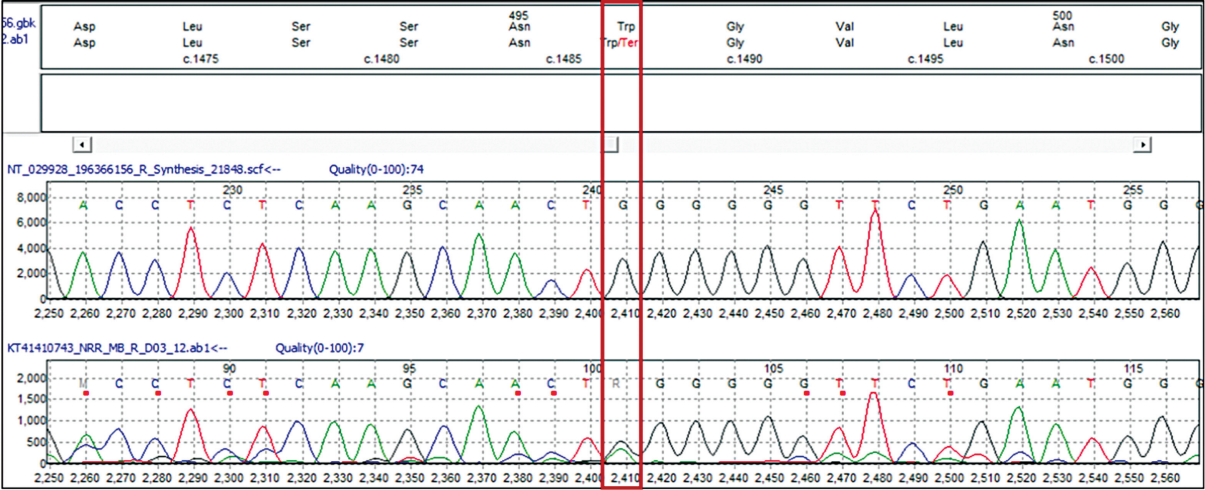 495 500
56.gbk Asp Leu Ser Ser Asn Trp Gly Val Leu Asn Gly
2.ab1 Asp Leu Ser Ser Asn Trp/Ter Gly Val Leu Asn Gly
c.1475 c.1480 c.1485 c.1490 c.1495 c.1500
NT_029928_196366156_R_Synthesis_21848.scf<-- Quality(0-100):74
230 235 240 245 250 255
8,000 A C C T C T C A A G C A A C T G G G G G G T T C T G A A T G G G
6,000
4,000
2,000
0
2,250 2,260 2,270 2,280 2,290 2,300 2,310 2,320 2,330 2,340 2,350 2,360 2,370 2,380 2,390 2,400 2,410 2,420 2,430 2,440 2,450 2,460 2,470 2,480 2,490 2,500 2,510 2,520 2,530 2,540 2,550 2,560
KT41410743_NRR_MB_R_D03_12.ab1<-- Quality(0-100):7
90 95 100 105 110 115
2,000 M C C T C T C A A G C A A C T R G G G G G T T C T G A A T G G G
1,500
1,000
500
0
2,250 2,260 2,270 2,280 2,290 2,300 2,310 2,320 2,330 2,340 2,350 2,360 2,370 2,380 2,390 2,400 2,410 2,420 2,430 2,440 2,450 2,460 2,470 2,480 2,490 2,500 2,510 2,520 2,530 2,540 2,550 2,560